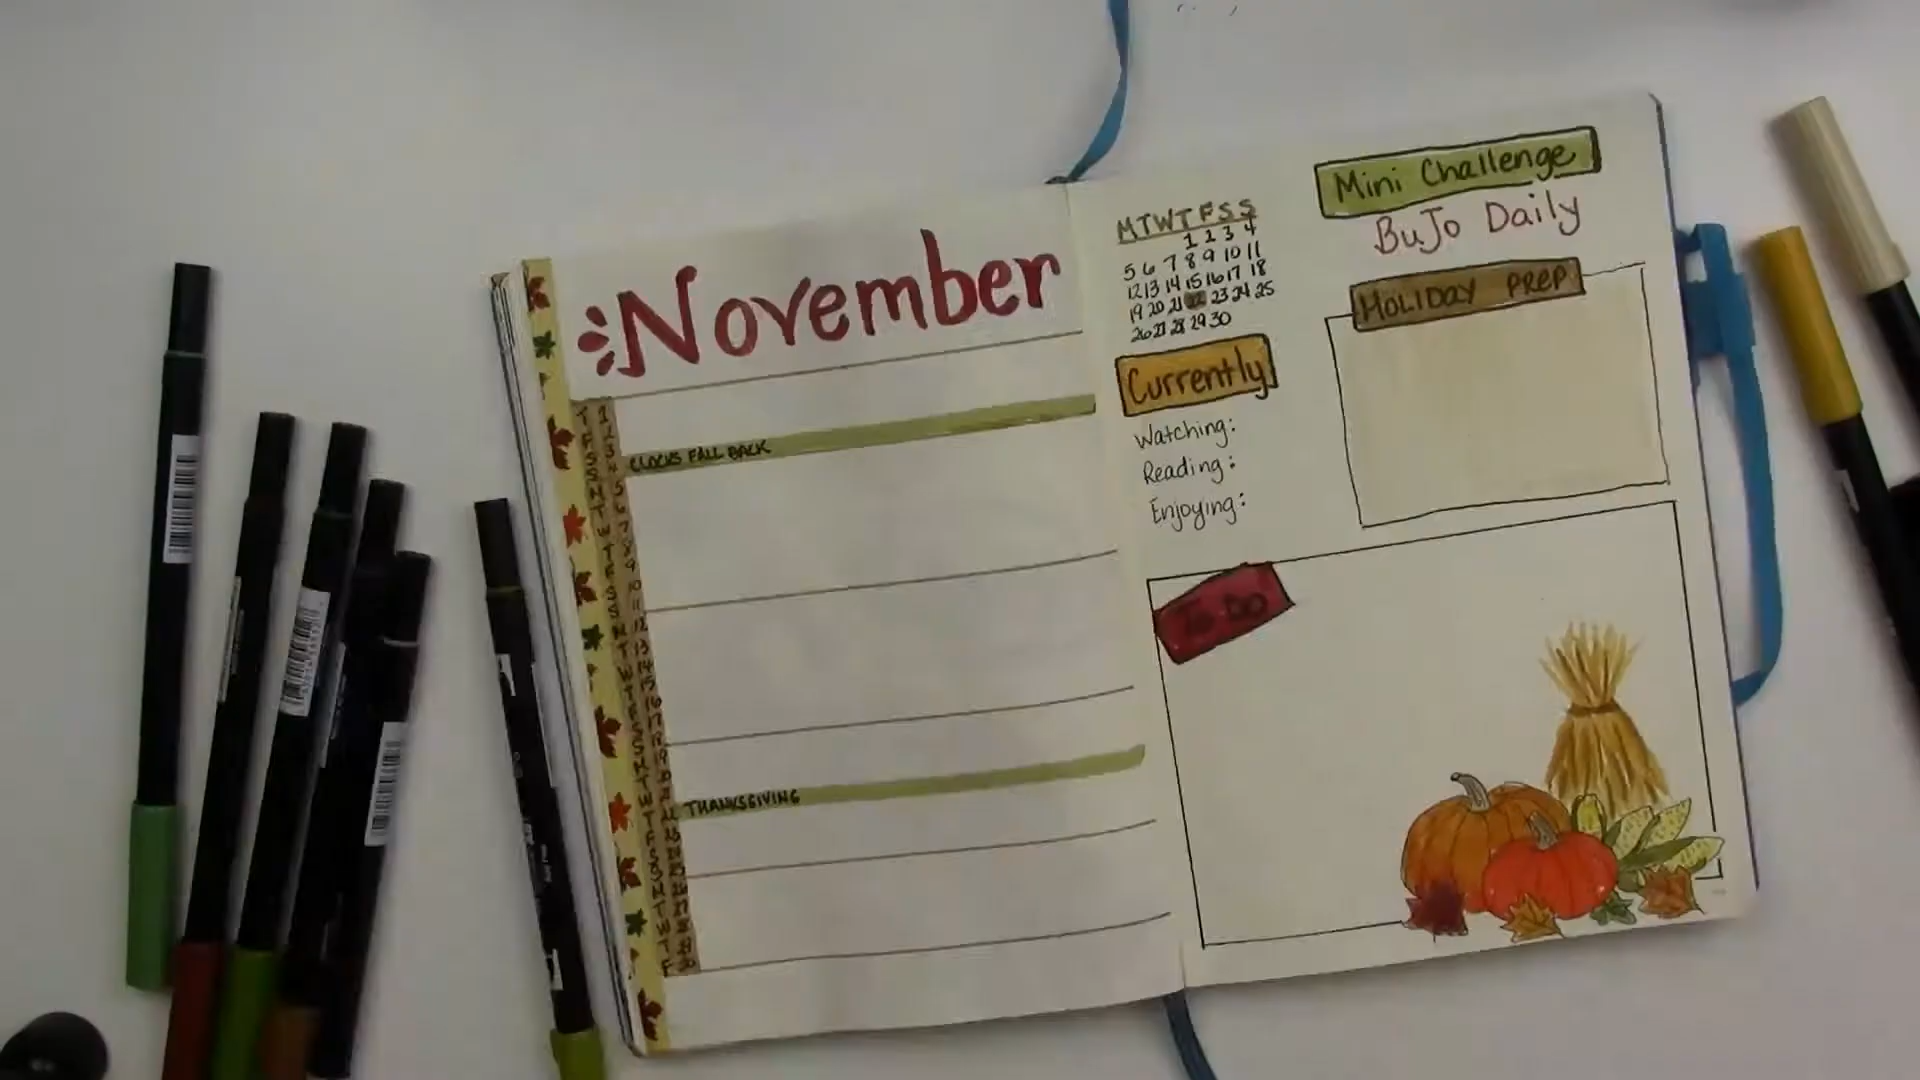 November
CLOCKS FALL BACK
THANKSGIVING
M T W T F S S
1 2 3 4
5 6 7 8 9 10 11
12 13 14 15 16 17 18
19 20 21 22 23 24 25
26 27 28 29 30
Currently
Watching:
Reading:
Enjoying:
Mini Challenge
BuJo Daily
HOLIDAY PREP
To Do